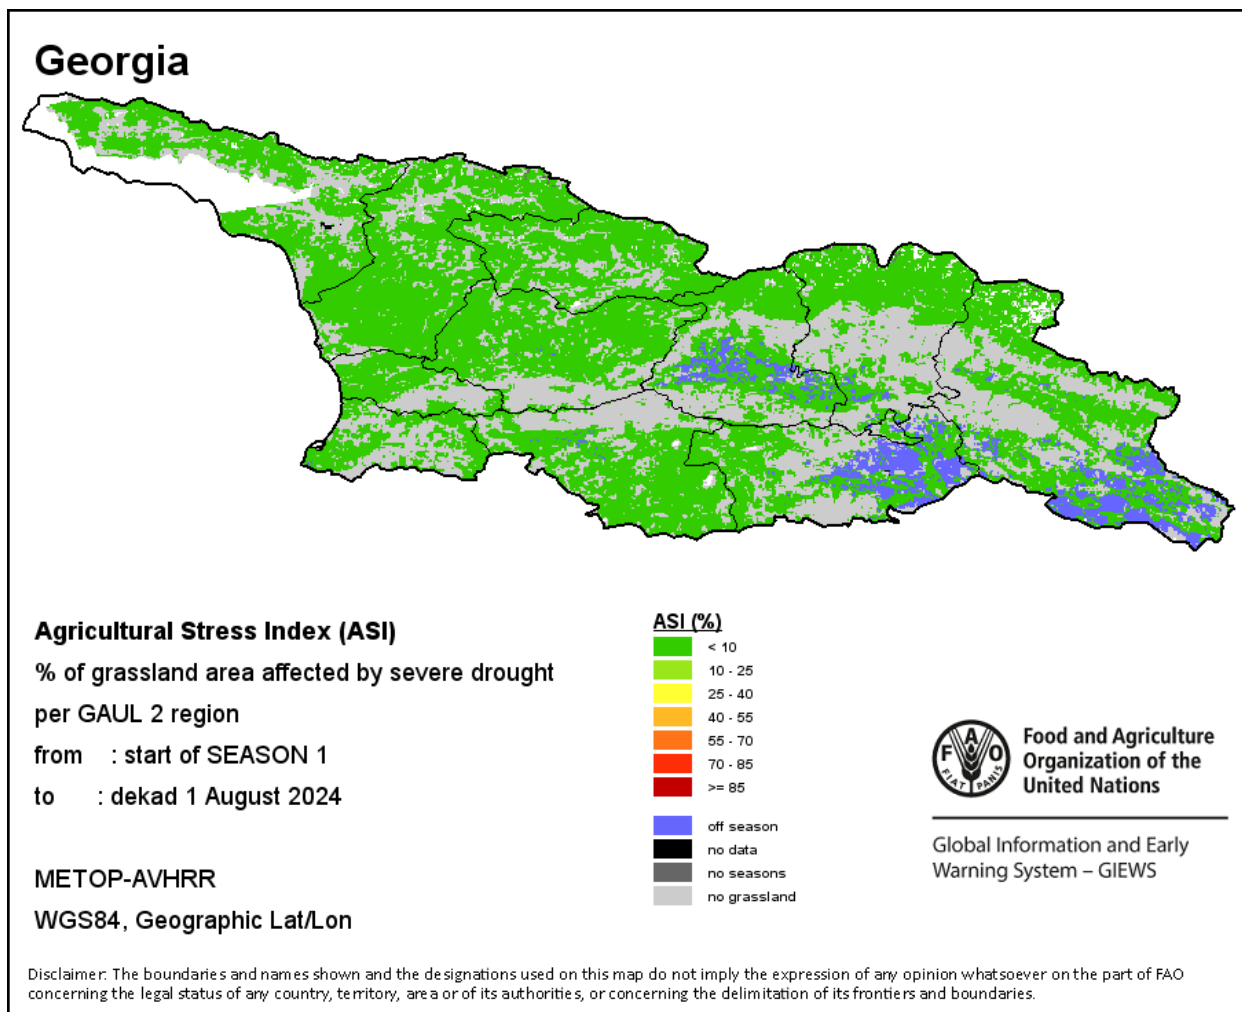 Georgia
Agricultural Stress Index (ASI)
% of grassland area affected by severe drought
per GAUL 2 region
from : start of SEASON 1
to : dekad 1 August 2024
METOP-AVHRR
WGS84, Geographic Lat/Lon
ASI (%)
< 10
10 - 25
25 - 40
40 - 55
55 - 70
70 - 85
>= 85
off season
no data
no seasons
no grassland
F A O
FIAT PANIS
Food and Agriculture
Organization of the
United Nations
Global Information and Early
Warning System – GIEWS
Disclaimer: The boundaries and names shown and the designations used on this map do not imply the expression of any opinion whatsoever on the part of FAO
concerning the legal status of any country, territory, area or of its authorities, or concerning the delimitation of its frontiers and boundaries.